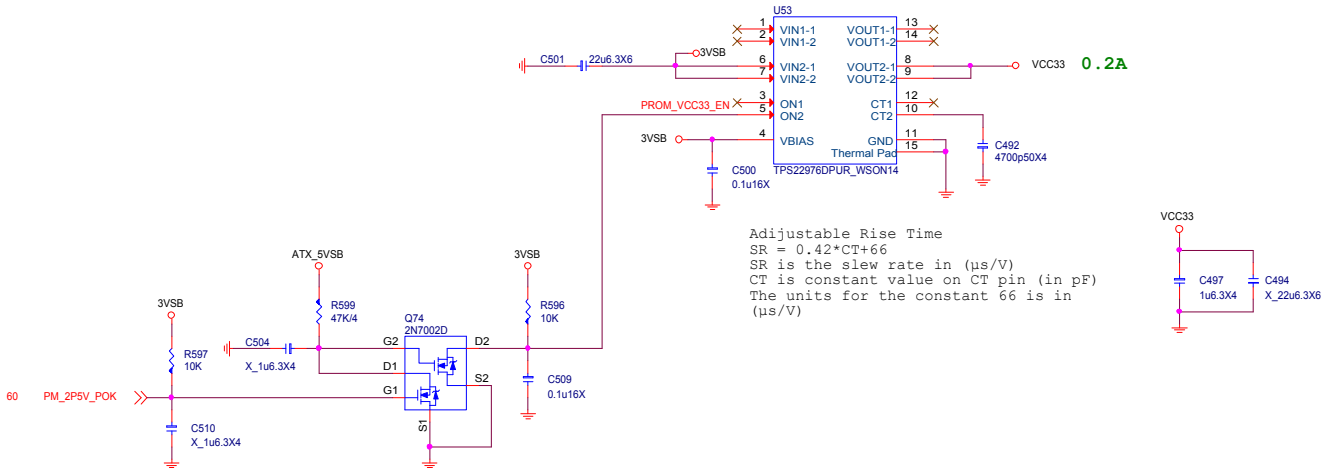 U53
1 VIN1-1 VOUT1-1 13
2 VIN1-2 VOUT1-2 14
3VSB
C501 22u6.3X6
6 VIN2-1 VOUT2-1 8
7 VIN2-2 VOUT2-2 9
VCC33 0.2A
PROM_VCC33_EN
3 ON1 CT1 12
5 ON2 CT2 10
3VSB
4 VBIAS GND 11
Thermal Pad 15
TPS22976DPUR_WSON14
C492
4700p50X4
C500
0.1u16X
Adijustable Rise Time
SR = 0.42*CT+66
SR is the slew rate in (µs/V)
CT is constant value on CT pin (in pF)
The units for the constant 66 is in
(µs/V)
VCC33
C497
1u6.3X4
C494
X_22u6.3X6
ATX_5VSB
3VSB
R599
47K/4
R596
10K
3VSB
R597
10K
C504
X_1u6.3X4
Q74
2N7002D
G2 D2
D1
S2
G1
S1
C509
0.1u16X
60 PM_2P5V_POK
C510
X_1u6.3X4